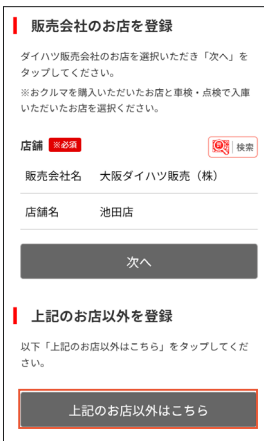 販売会社のお店を登録
ダイハツ販売会社のお店を選択いただき「次へ」を
タップしてください。
※おクルマを購入いただいたお店と車検・点検で入庫
いただいたお店を選択ください。
店舗 ※必須 検索
販売会社名 大阪ダイハツ販売（株）
店舗名 池田店
次へ
上記のお店以外を登録
以下「上記のお店以外はこちら」をタップしてくだ
さい。
上記のお店以外はこちら